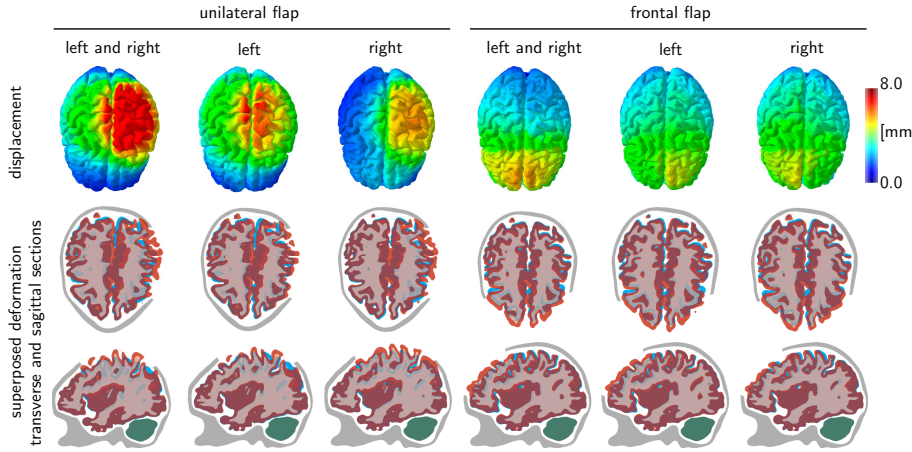 unilateral flap
frontal flap
left and right
left
right
left and right
left
right
displacement
8.0
[mm
0.0
superposed deformation
transverse and sagittal sections